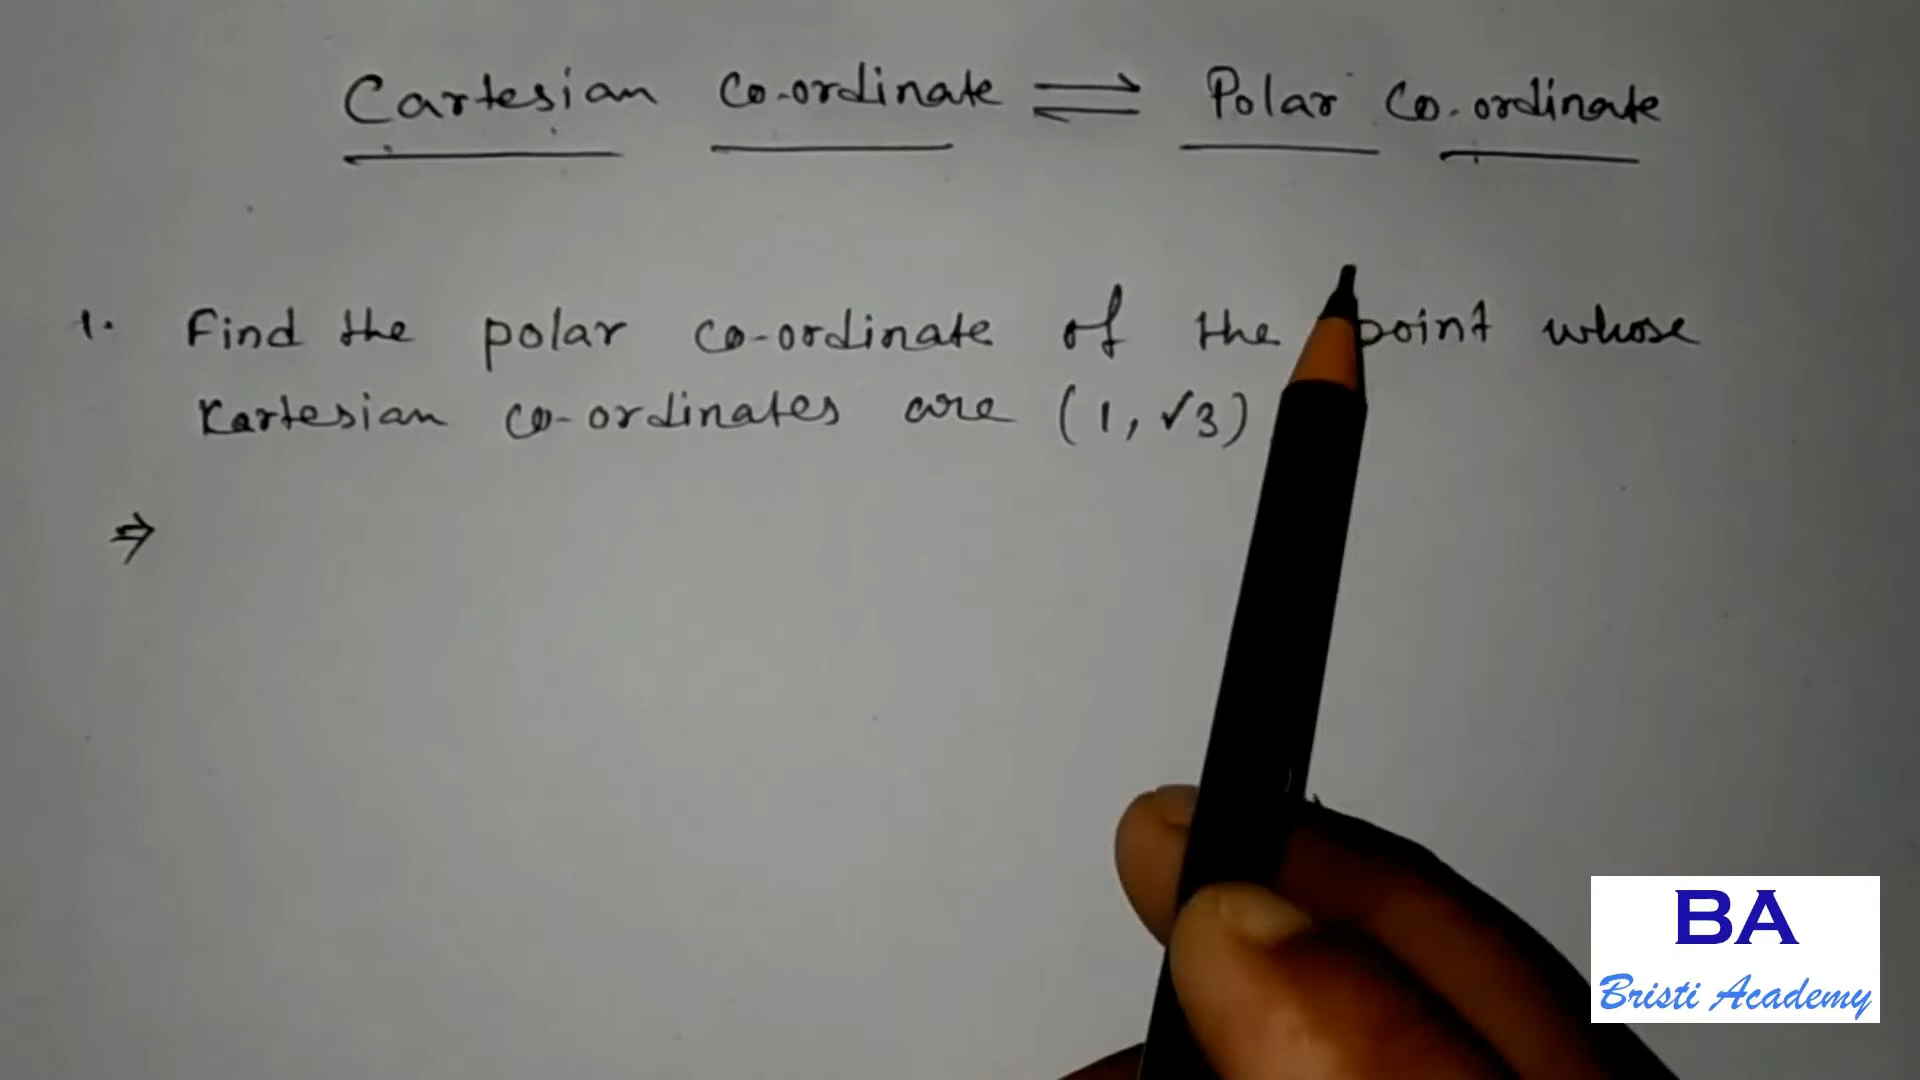 Cartesian Co-ordinate ⇌ Polar Co-ordinate
1. Find the polar co-ordinate of the point whose
Kartesian co-ordinates are (1, √3)
⇒
BA
Bristi Academy